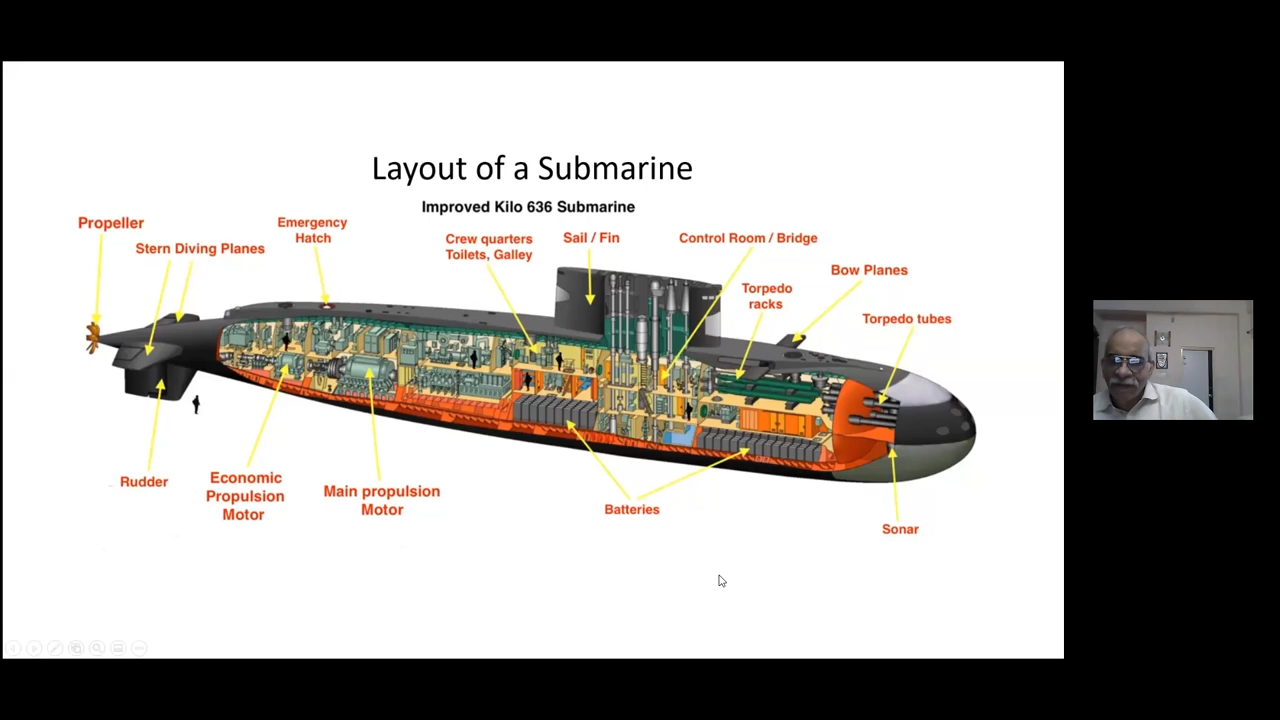 Layout of a Submarine
Improved Kilo 636 Submarine
Propeller
Stern Diving Planes
Emergency
Hatch
Crew quarters
Toilets, Galley
Sail / Fin
Control Room / Bridge
Torpedo
racks
Bow Planes
Torpedo tubes
Rudder
Economic
Propulsion
Motor
Main propulsion
Motor
Batteries
Sonar